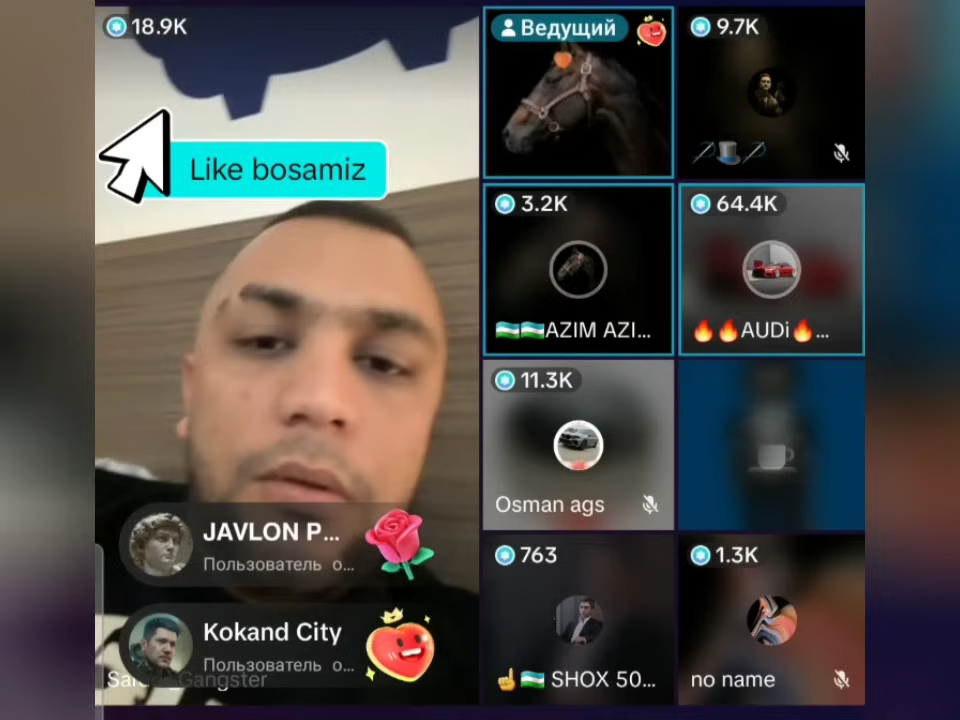 18.9K
Like bosamiz
JAVLON P...
Пользователь о...
Kokand City
Пользователь о...
Gangster
Ведущий
9.7K
3.2K
AZIM AZI...
64.4K
AUDi
...
11.3K
Osman ags
763
SHOX 50...
1.3K
no name